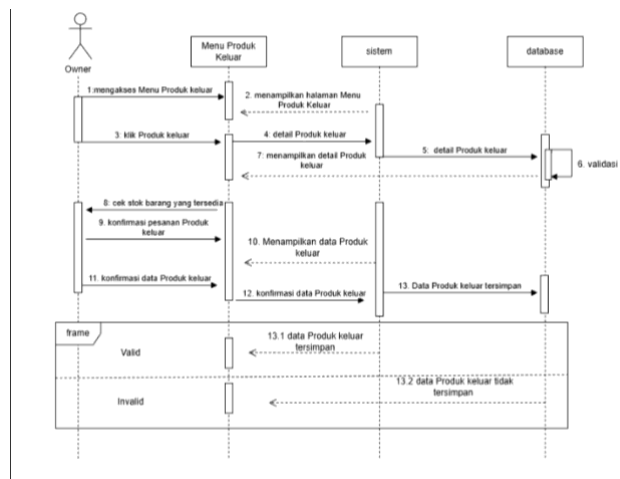 Menu Produk
Keluar
sistem
database
Owner
1:mengakses Menu Produk keluar
2. menampilkan halaman Menu
Produk Keluar
3: klik Produk keluar
4: detail Produk keluar
5: detail Produk keluar
6. validasi
7: menampilkan detail Produk
keluar
8: cek stok barang yang tersedia
9. konfirmasi pesanan Produk
keluar
10. Menampilkan data Produk
keluar
11. konfirmasi data Produk keluar
12. konfirmasi data Produk keluar
13. Data Produk keluar tersimpan
frame
Valid
13.1 data Produk keluar
tersimpan
13.2 data Produk keluar tidak
tersimpan
Invalid